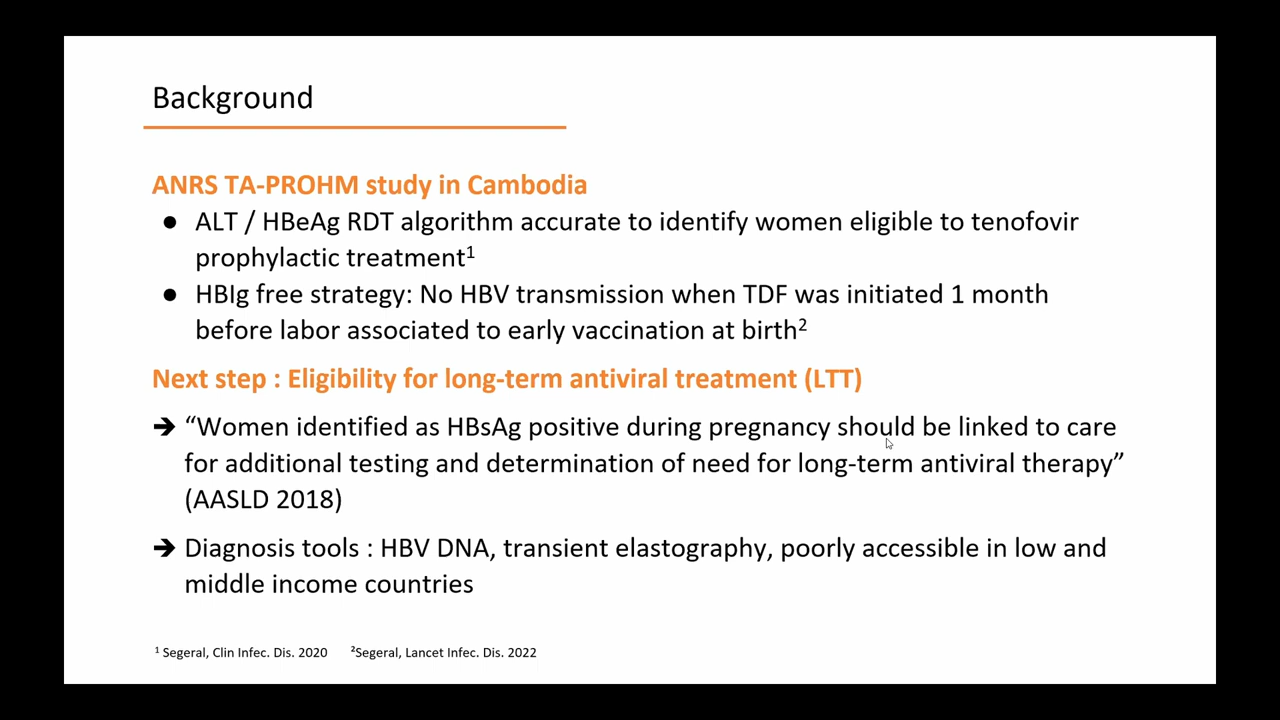 Background
ANRS TA-PROHM study in Cambodia
● ALT / HBeAg RDT algorithm accurate to identify women eligible to tenofovir
prophylactic treatment¹
● HBIg free strategy: No HBV transmission when TDF was initiated 1 month
before labor associated to early vaccination at birth²
Next step : Eligibility for long-term antiviral treatment (LTT)
➔ “Women identified as HBsAg positive during pregnancy should be linked to care
for additional testing and determination of need for long-term antiviral therapy”
(AASLD 2018)
➔ Diagnosis tools : HBV DNA, transient elastography, poorly accessible in low and
middle income countries
¹ Segeral, Clin Infec. Dis. 2020 ²Segeral, Lancet Infec. Dis. 2022